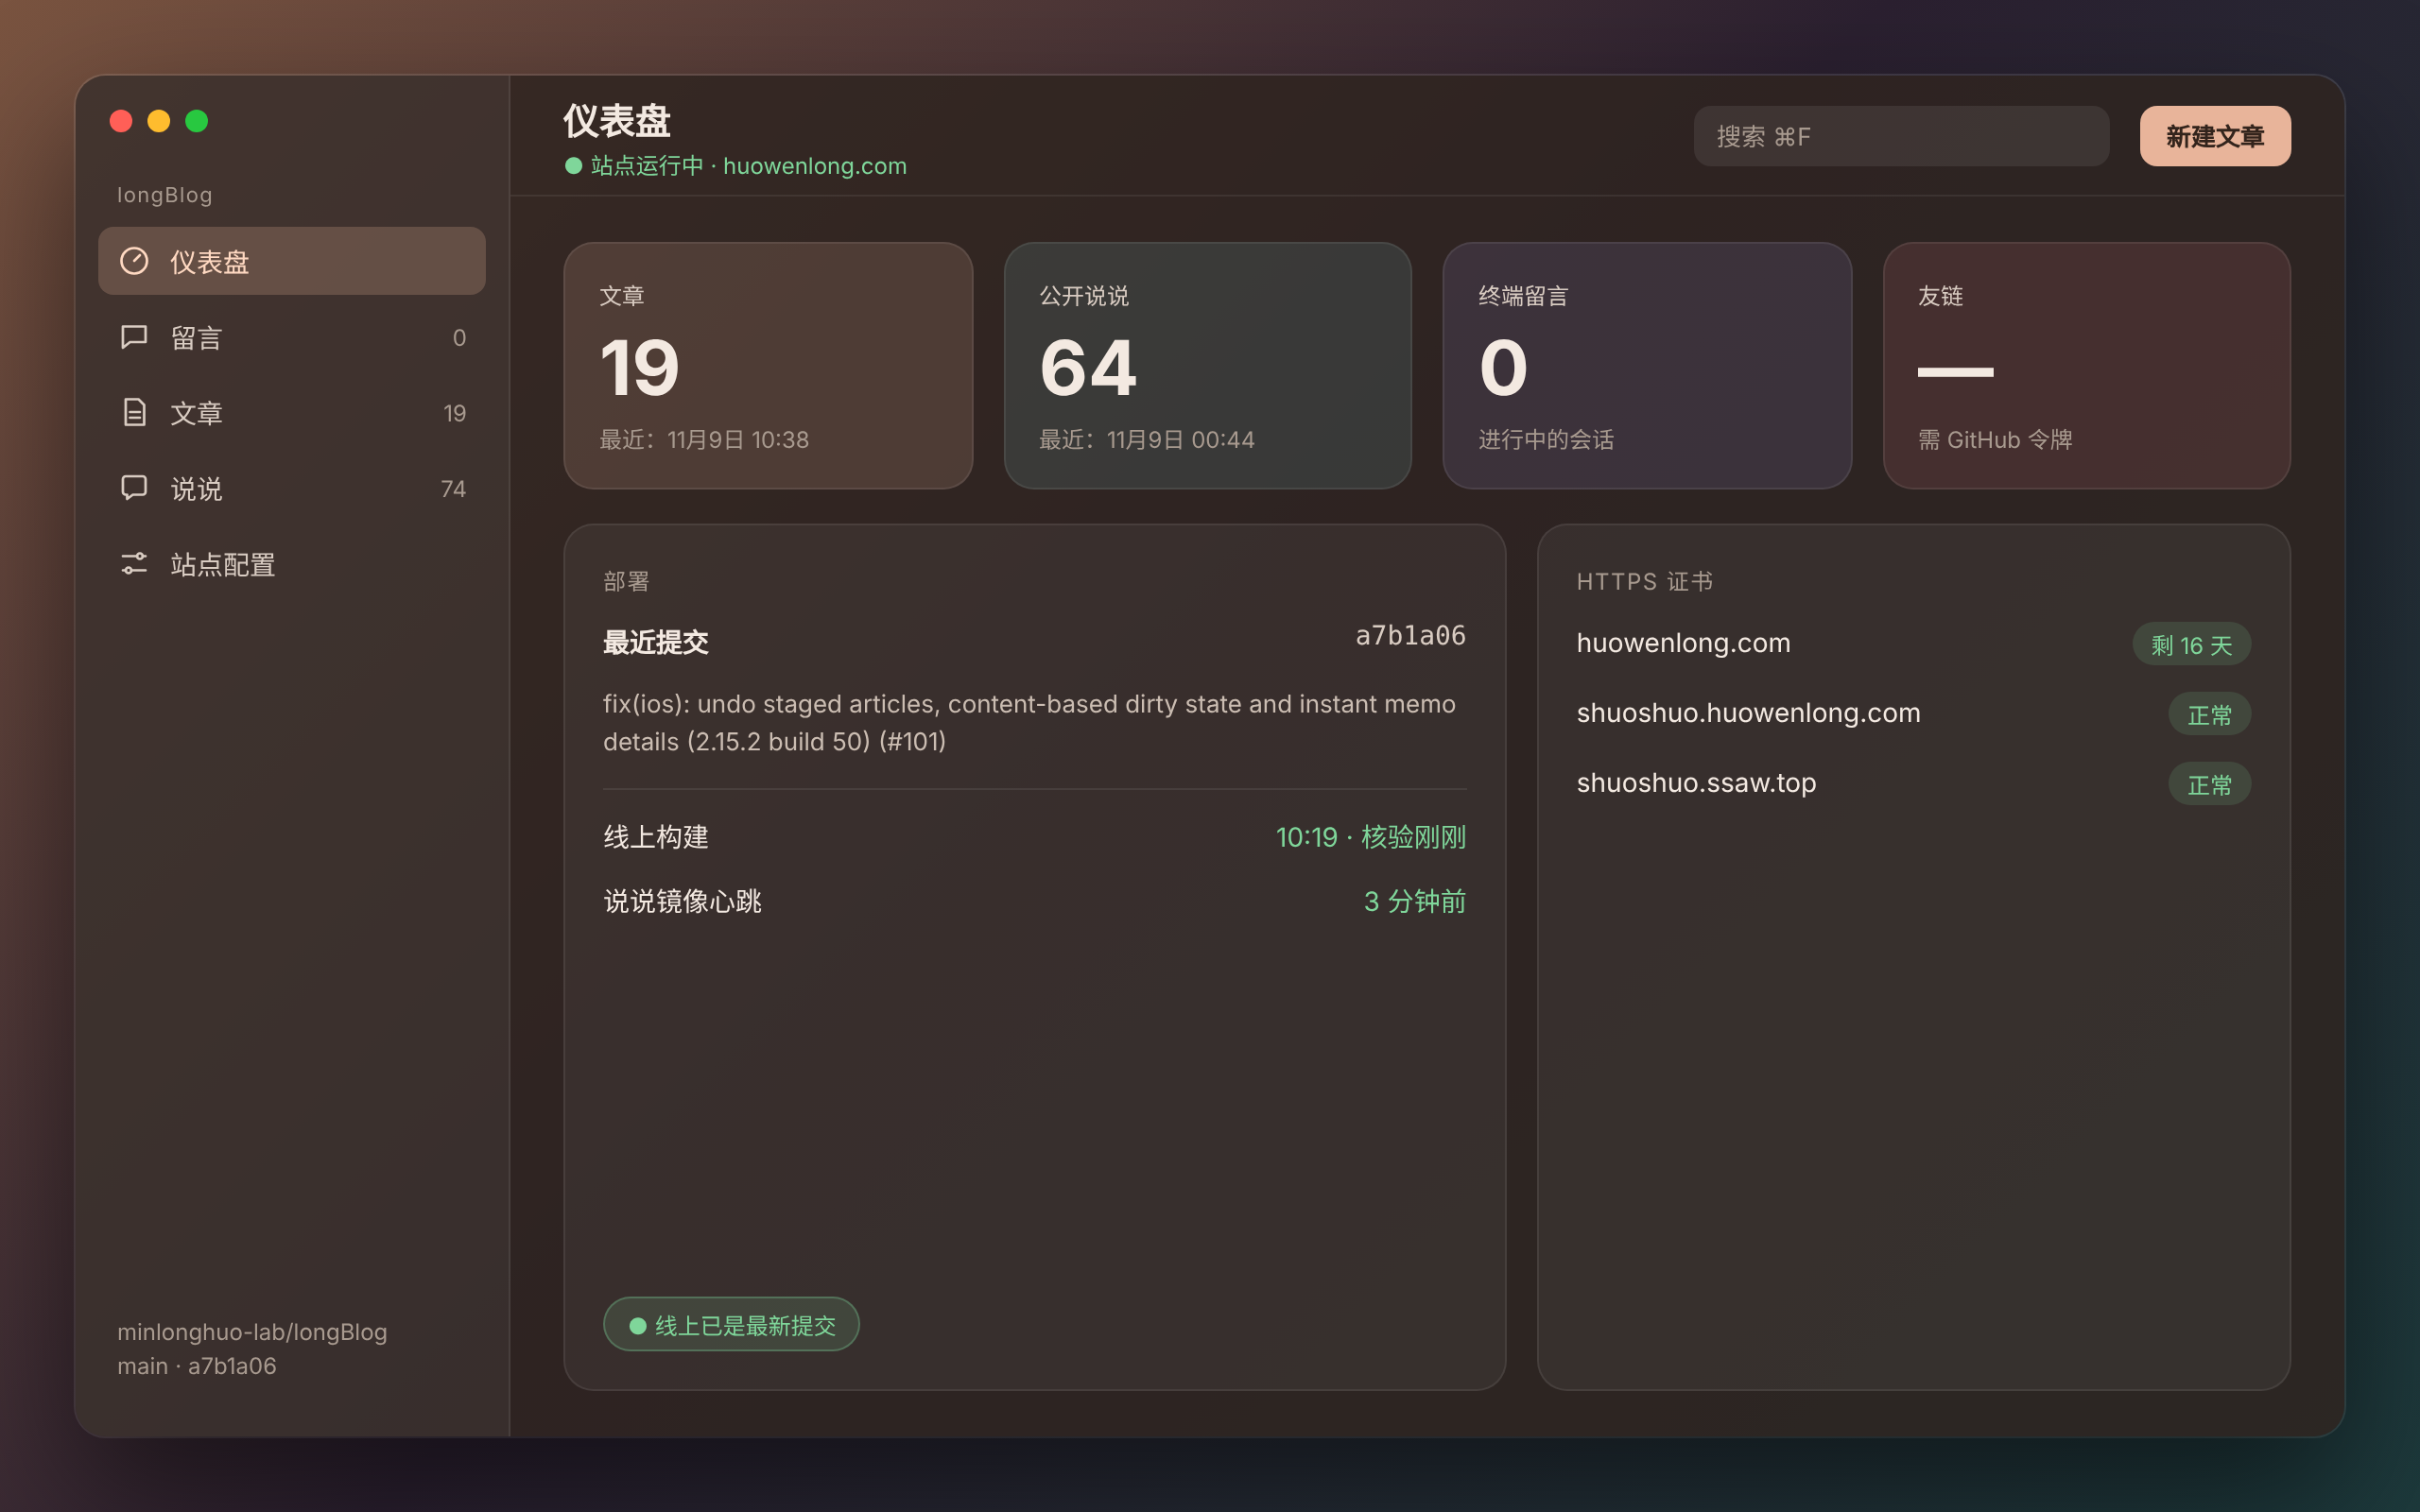 longBlog
仪表盘
留言 0
文章 19
说说 74
站点配置
minlonghuo-lab/longBlog
main · a7b1a06
仪表盘
站点运行中 · huowenlong.com
搜索 ⌘F
新建文章
文章
19
最近：11月9日 10:38
公开说说
64
最近：11月9日 00:44
终端留言
0
进行中的会话
友链
—
需 GitHub 令牌
部署
最近提交 a7b1a06
fix(ios): undo staged articles, content-based dirty state and instant memo
details (2.15.2 build 50) (#101)
线上构建 10:19 · 核验刚刚
说说镜像心跳 3 分钟前
线上已是最新提交
HTTPS 证书
huowenlong.com 剩 16 天
shuoshuo.huowenlong.com 正常
shuoshuo.ssaw.top 正常